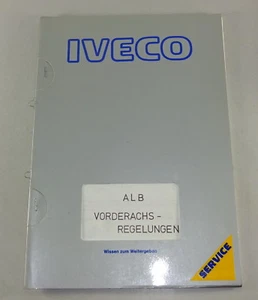 IVECO
ALB
VORDERACHS -
REGELUNGEN
Wissen zum Weitergeben
SERVICE